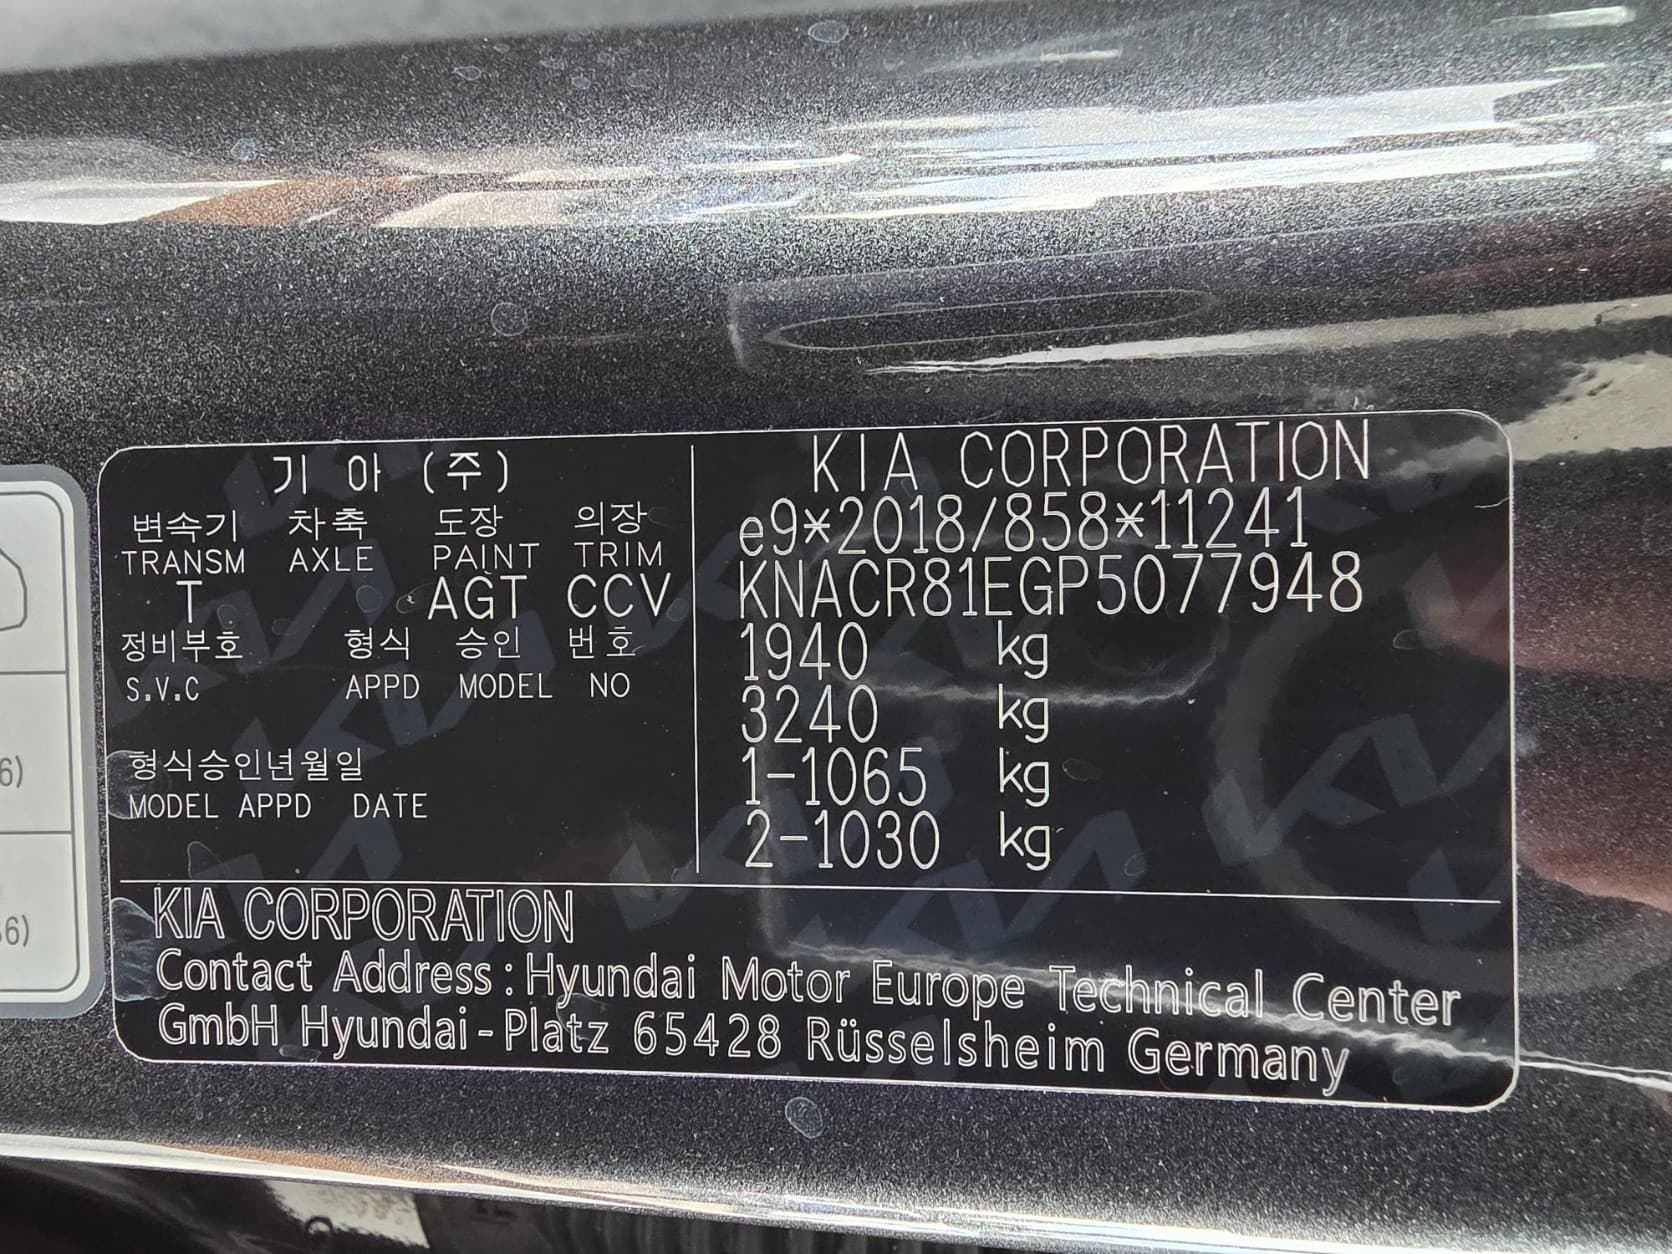 기 아 (주)
변속기 차축 도장 의장
TRANSM AXLE PAINT TRIM
T AGT CCV
정비부호 형식 승인 번호
S.V.C APPD MODEL NO
형식승인년월일
MODEL APPD DATE
KIA CORPORATION
e9*2018/858*11241
KNACR81EGP5077948
1940 kg
3240 kg
1-1065 kg
2-1030 kg
KIA CORPORATION
Contact Address : Hyundai Motor Europe Technical Center
GmbH Hyundai-Platz 65428 Rüsselsheim Germany
6)
36)